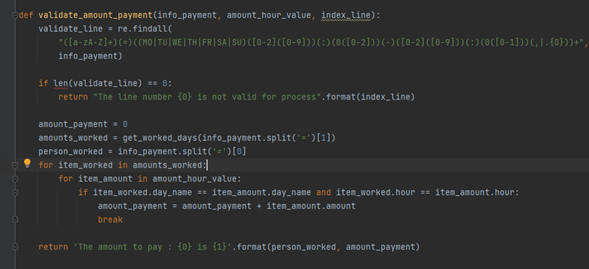 def validate_amount_payment(info_payment, amount_hour_value, index_line):
validate_line = re.findall(
"([a-zA-Z]+)(=)((MO|TU|WE|TH|FR|SA|SU)([0-2]([0-9]))(:)(0([0-2]))(-)([0-2]([0-9]))(:)(0([0-1]))(,|.{0}))+",
info_payment)
if len(validate_line) == 0:
return "The line number {0} is not valid for process".format(index_line)
amount_payment = 0
amounts_worked = get_worked_days(info_payment.split('=')[1])
person_worked = info_payment.split('=')[0]
for item_worked in amounts_worked:
for item_amount in amount_hour_value:
if item_worked.day_name == item_amount.day_name and item_worked.hour == item_amount.hour:
amount_payment = amount_payment + item_amount.amount
break
return 'The amount to pay : {0} is {1}'.format(person_worked, amount_payment)